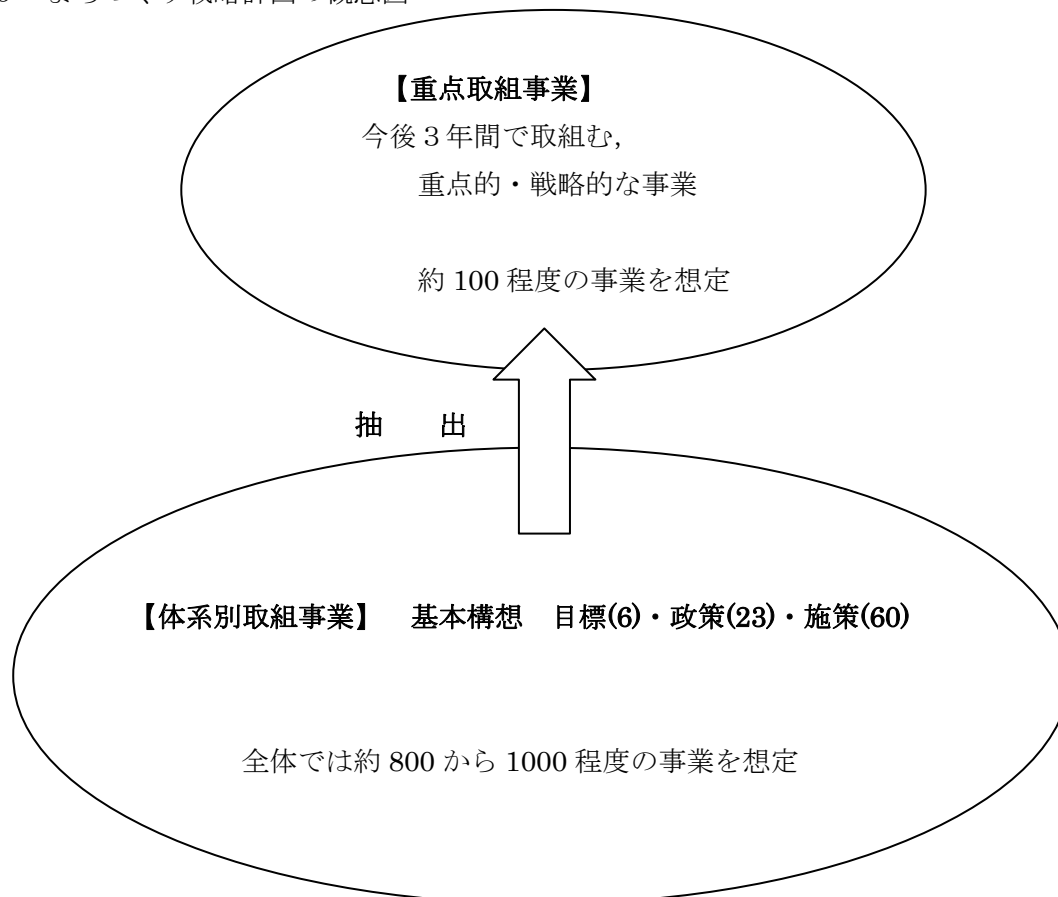 まちづくり戦略計画の概念図
【重点取組事業】
今後３年間で取組む,
重点的・戦略的な事業
約 100 程度の事業を想定
抽　出
【体系別取組事業】　基本構想　目標(6)・政策(23)・施策(60)
全体では約 800 から 1000 程度の事業を想定